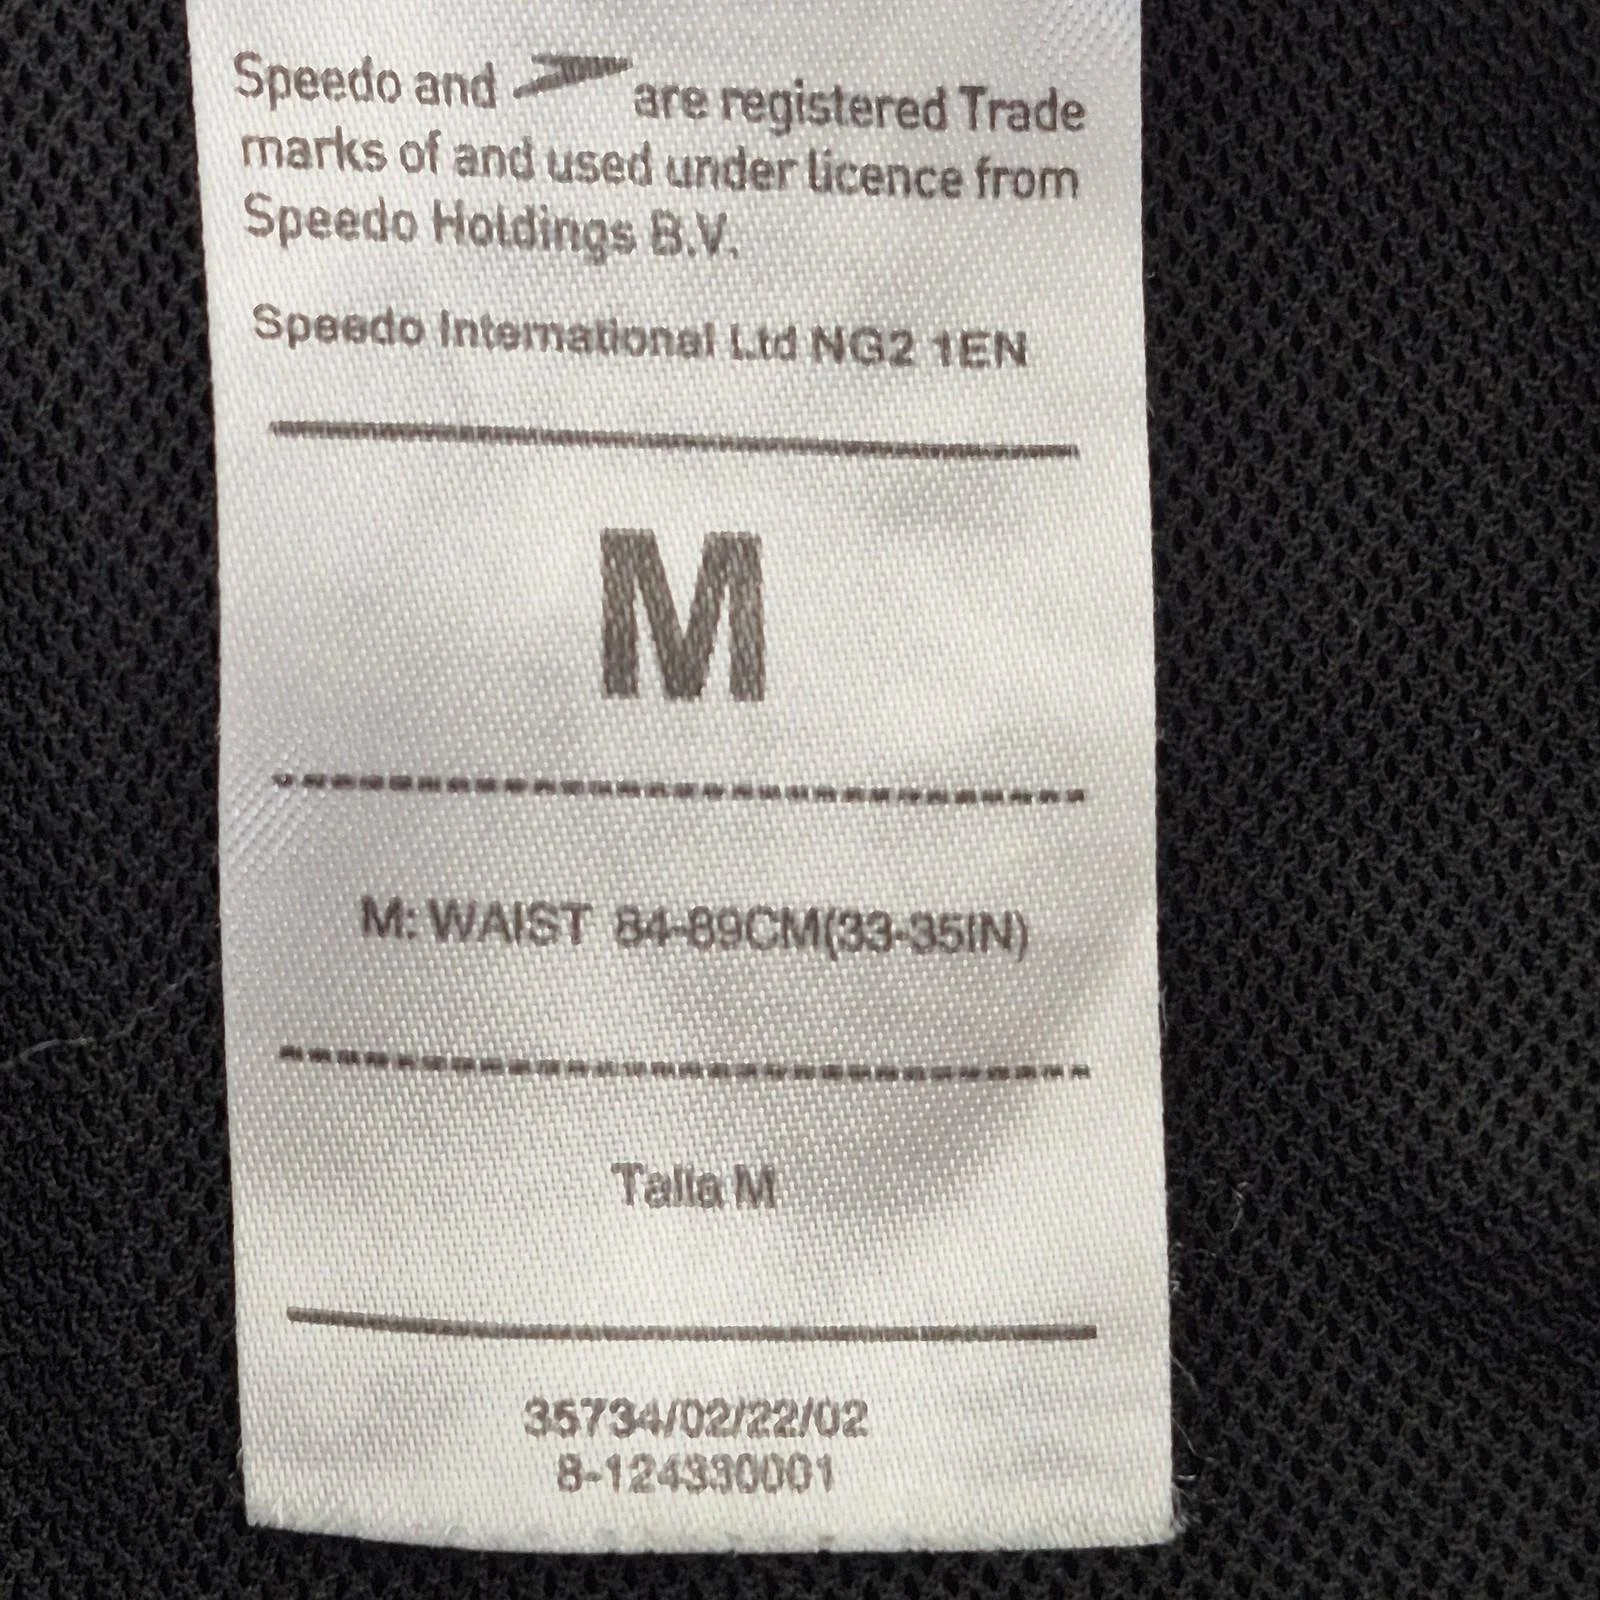 Speedo and are registered Trade
marks of and used under licence from
Speedo Holdings B.V.
Speedo International Ltd NG2 1EN
M
M: WAIST 84-89CM(33-35IN)
Talla M
35734/02/22/02
8-124330001